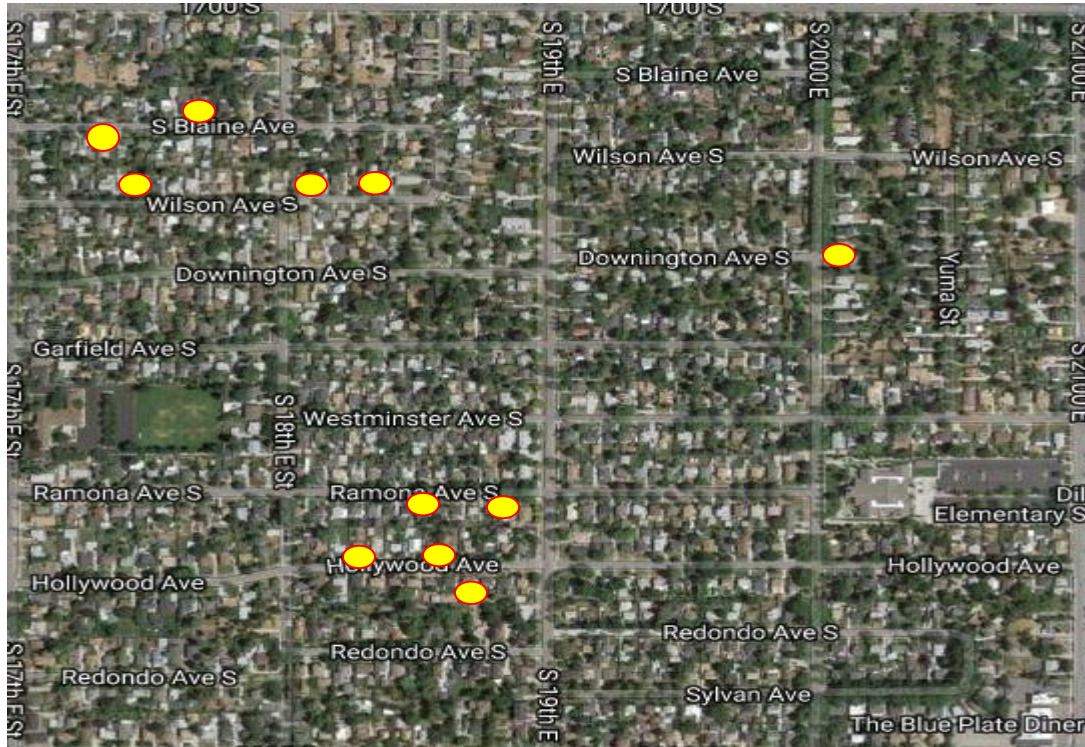 1700 S
1700 S
S 17th E St
S 19th E
S 2000 E
S 2100 E
S Blaine Ave
S Blaine Ave
Wilson Ave S
Wilson Ave S
Wilson Ave S
Downington Ave S
Downington Ave S
Yuma St
Garfield Ave S
S 17th E St
S 18th E St
S 2100 E
Westminster Ave S
Ramona Ave S
Ramona Ave S
Dil
Elementary S
Hollywood Ave
Hollywood Ave
Hollywood Ave
Redondo Ave S
Redondo Ave S
Redondo Ave S
S 17th E St
S 19th E
Sylvan Ave
The Blue Plate Diner